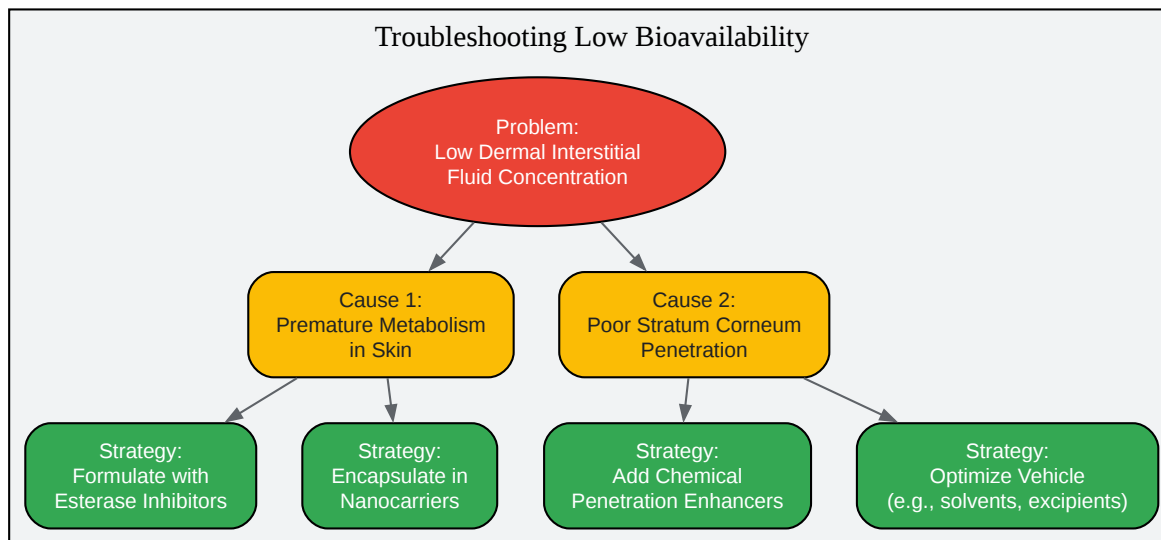 Troubleshooting Low Bioavailability
Problem:
Low Dermal Interstitial
Fluid Concentration
Cause 1:
Premature Metabolism
in Skin
Cause 2:
Poor Stratum Corneum
Penetration
Strategy:
Formulate with
Esterase Inhibitors
Strategy:
Encapsulate in
Nanocarriers
Strategy:
Add Chemical
Penetration Enhancers
Strategy:
Optimize Vehicle
(e.g., solvents, excipients)